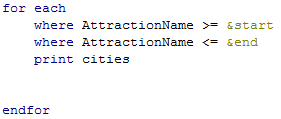 for each
    where AttractionName >= &start
    where AttractionName <= &end
    print cities
endfor